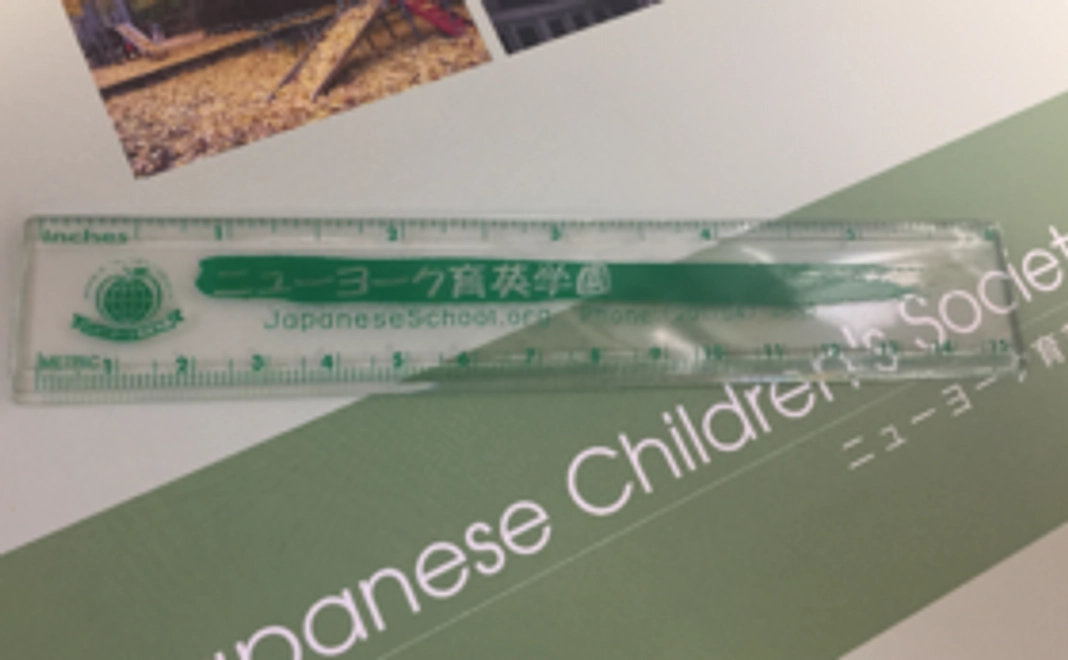 Inches 1 2 3 4 5
ニューヨーク育英学園
JapaneseSchool.org Phone
METRIC 1 2 3 4 5 6 7 8 9 10 11 12 13 14 15
Children's
ニューヨーク育